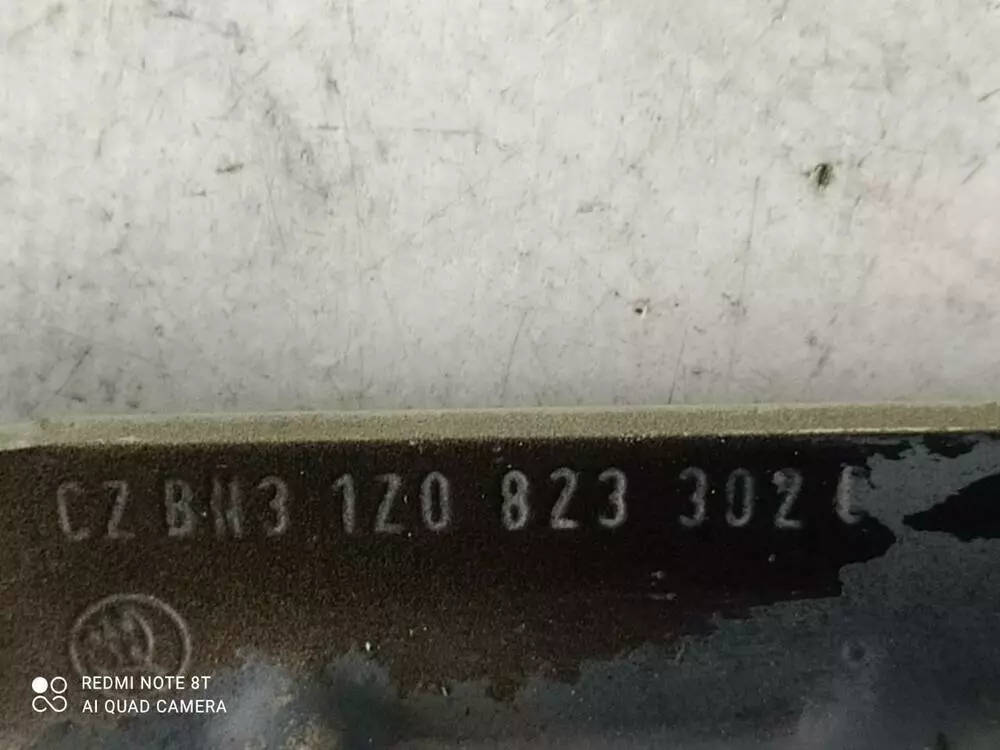 CZ BH3 1Z0 823 302 C
REDMI NOTE 8T
AI QUAD CAMERA